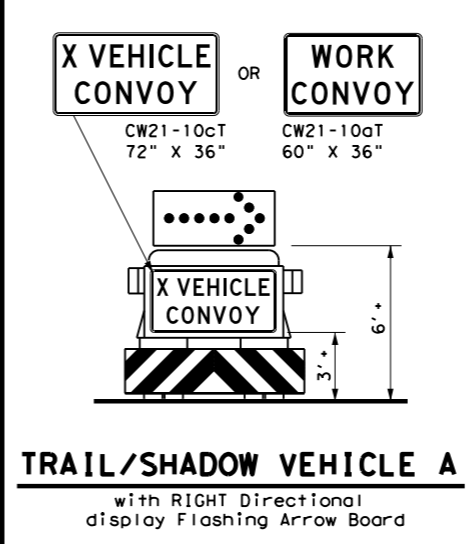 X VEHICLE
CONVOY
OR
WORK
CONVOY
CW21-10cT
72" X 36"
CW21-10aT
60" X 36"
X VEHICLE
CONVOY
6' +
3' +
TRAIL/SHADOW VEHICLE A
with RIGHT Directional
display Flashing Arrow Board